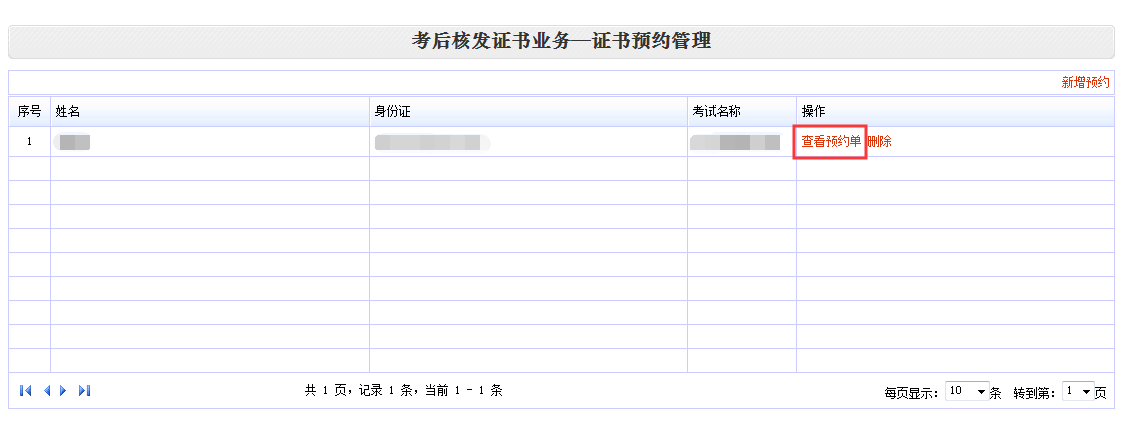 考后核发证书业务—证书预约管理
新增预约
序号 姓名 身份证 考试名称 操作
1 查看预约单 删除
共 1 页，记录 1 条，当前 1 - 1 条 每页显示： 10 条 转到第： 1 页